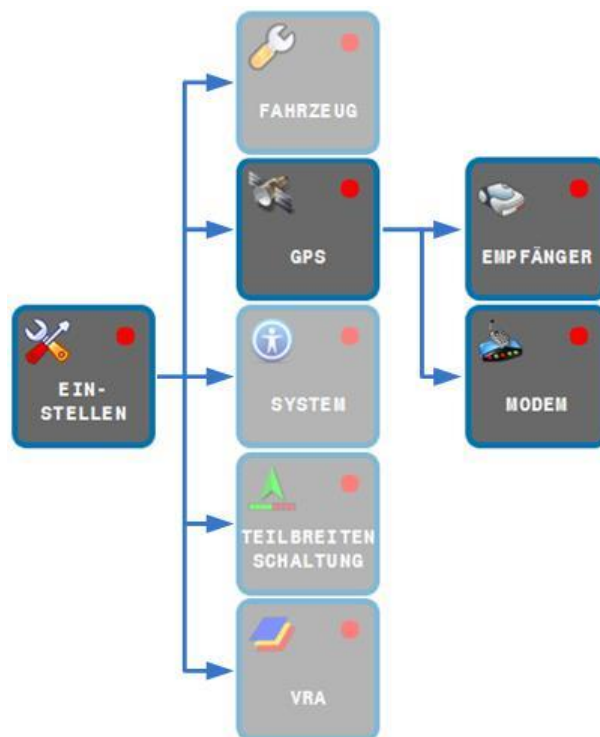 FAHRZEUG
GPS
EMPFÄNGER
EIN-
STELLEN
SYSTEM
MODEM
TEILBREITEN
SCHALTUNG
VRA